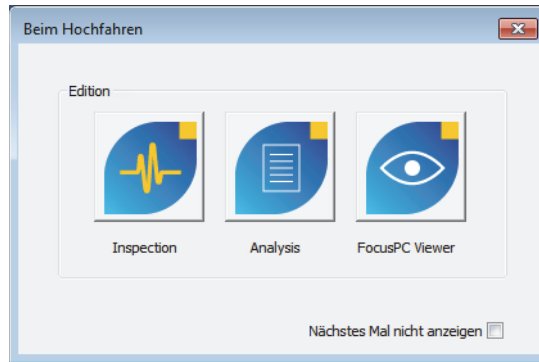 Beim Hochfahren
Edition
Inspection Analysis FocusPC Viewer
Nächstes Mal nicht anzeigen